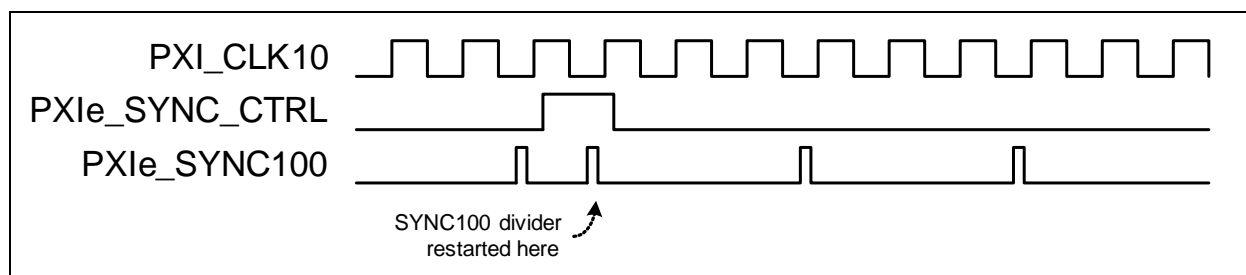 PXI_CLK10
PXIe_SYNC_CTRL
PXIe_SYNC100
SYNC100 divider
restarted here